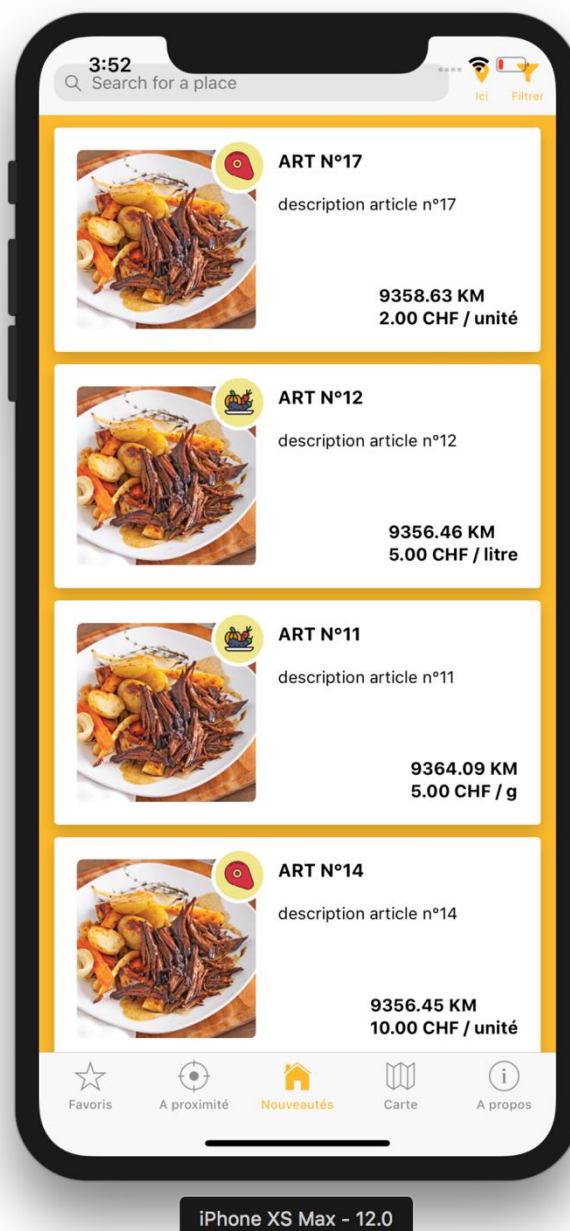 3:52
Search for a place
Ici
Filtrer
ART N°17
description article n°17
9358.63 KM
2.00 CHF / unité
ART N°12
description article n°12
9356.46 KM
5.00 CHF / litre
ART N°11
description article n°11
9364.09 KM
5.00 CHF / g
ART N°14
description article n°14
9356.45 KM
10.00 CHF / unité
Favoris
A proximité
Nouveautés
Carte
A propos
iPhone XS Max - 12.0